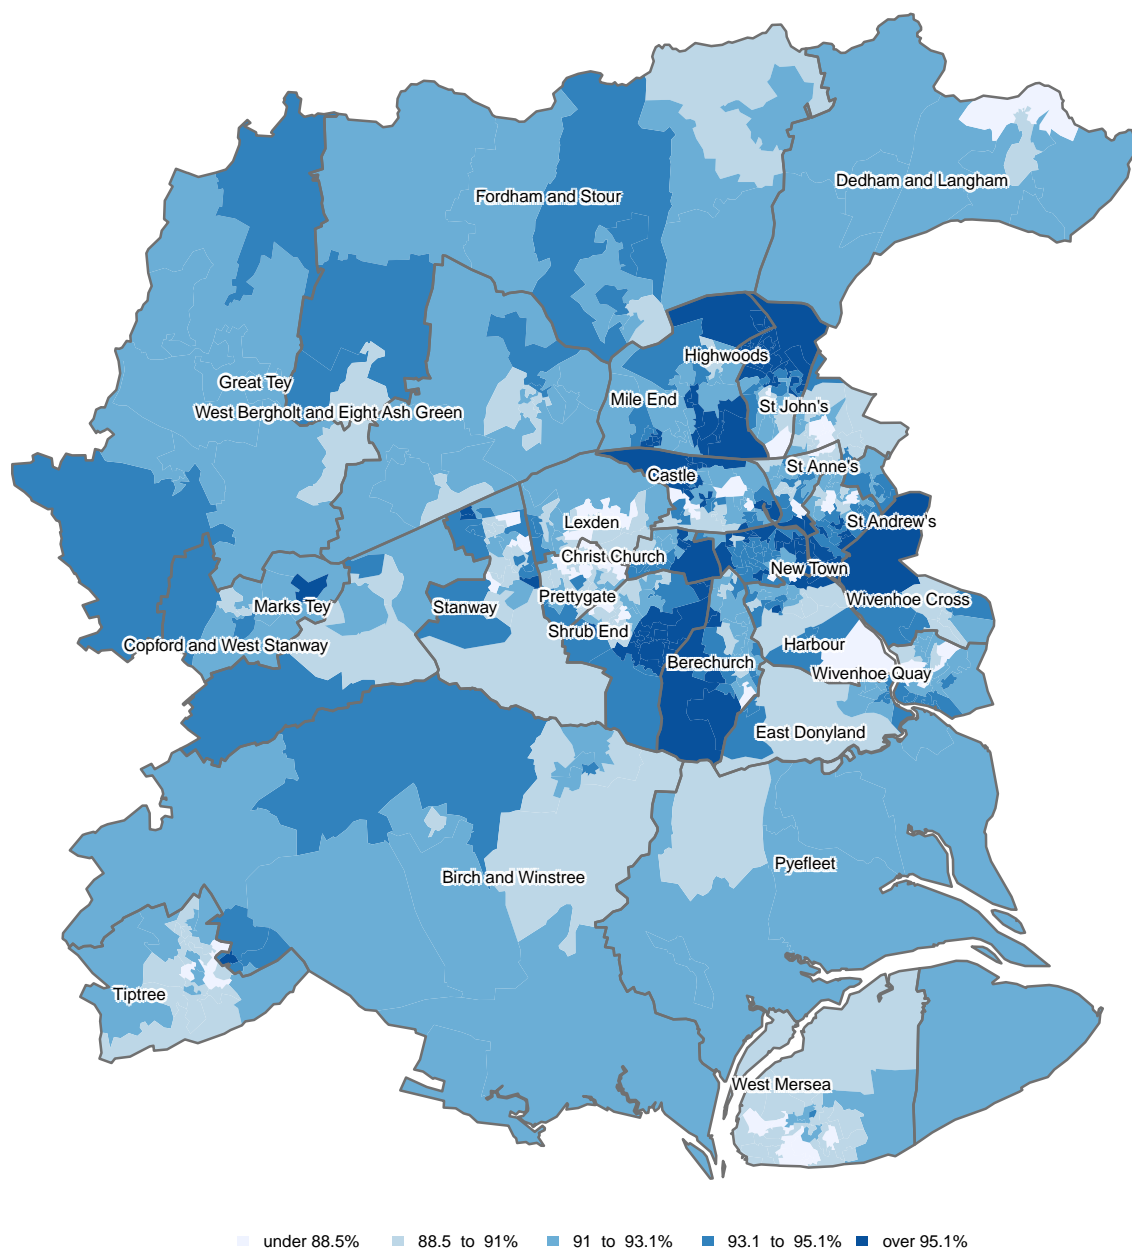 Dedham and Langham
Fordham and Stour
Highwoods
Great Tey
Mile End
West Bergholt and Eight Ash Green
St John's
St Anne's
Castle
Lexden
St Andrew's
Christ Church
New Town
Prettygate
Marks Tey
Stanway
Wivenhoe Cross
Shrub End
Copford and West Stanway
Harbour
Berechurch
Wivenhoe Quay
East Donyland
Pyefleet
Birch and Winstree
Tiptree
West Mersea
under 88.5% 88.5 to 91% 91 to 93.1% 93.1 to 95.1% over 95.1%